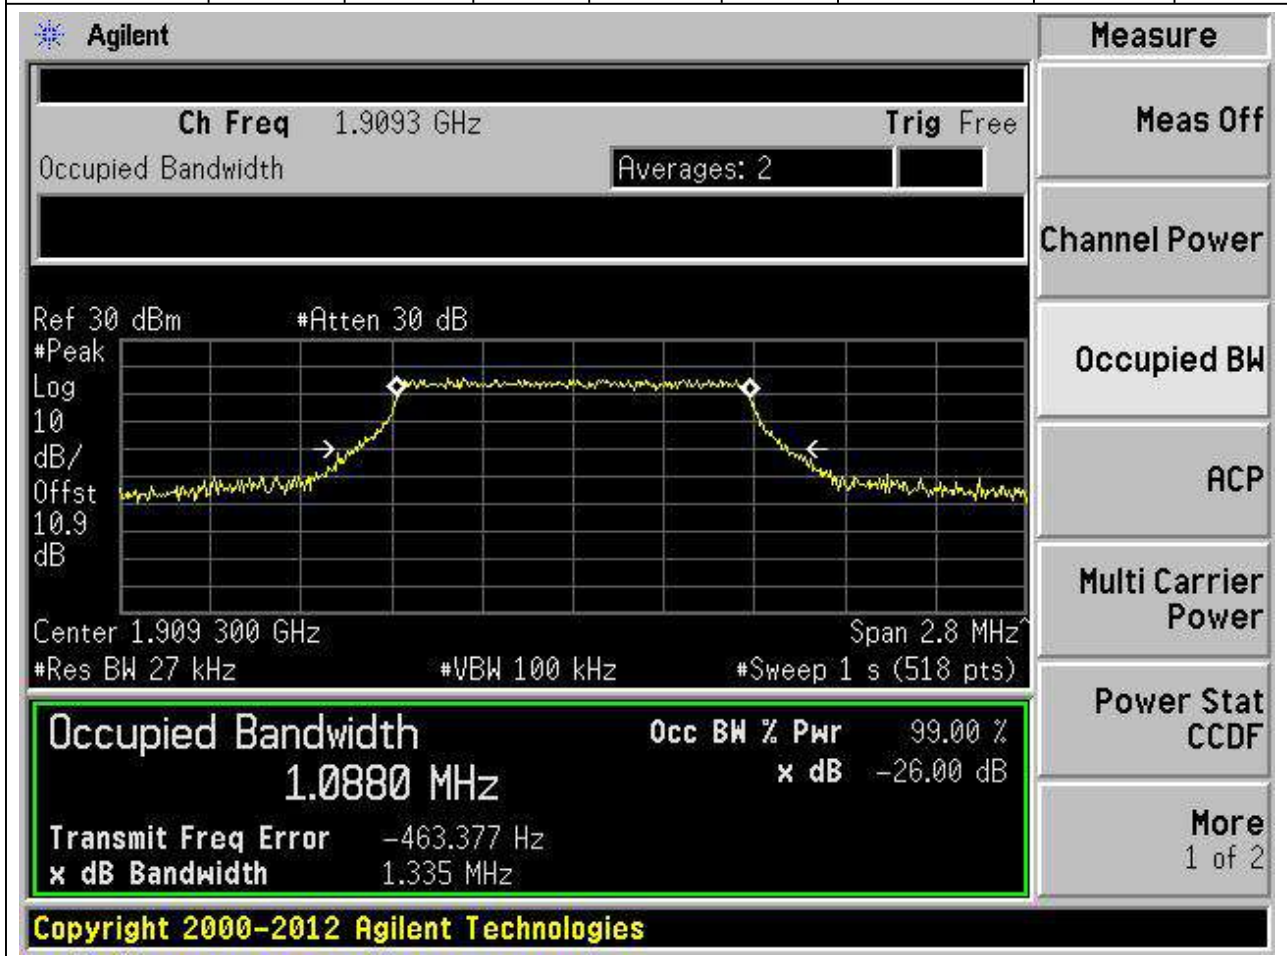 Agilent
Measure
Ch Freq 1.9093 GHz Trig Free
Occupied Bandwidth Averages: 2
Ref 30 dBm #Atten 30 dB
#Peak
Log
10
dB/
Offst
10.9
dB
Center 1.909 300 GHz Span 2.8 MHz^
#Res BW 27 kHz #VBW 100 kHz #Sweep 1 s (518 pts)
Occupied Bandwidth
1.0880 MHz
Occ BW % Pwr 99.00 %
x dB -26.00 dB
Transmit Freq Error -463.377 Hz
x dB Bandwidth 1.335 MHz
Copyright 2000-2012 Agilent Technologies
Meas Off
Channel Power
Occupied BW
ACP
Multi Carrier
Power
Power Stat
CCDF
More
1 of 2